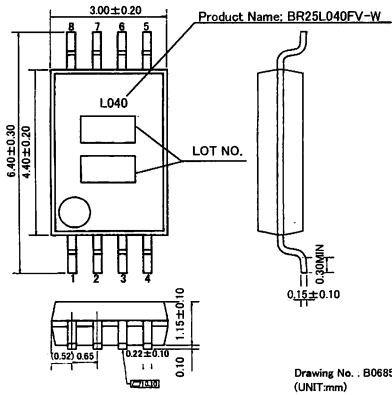 3.00±0.20
Product Name: BR25L040FV-W
8 7 6 5
L040
LOT NO.
6.40±0.30
4.40±0.20
1 2 3 4
0.30MIN
0.15±0.10
1.15±0.10
(0.52) 0.65
0.22±0.10
0.10
0.10
Drawing No. : B0685
(UNIT:mm)